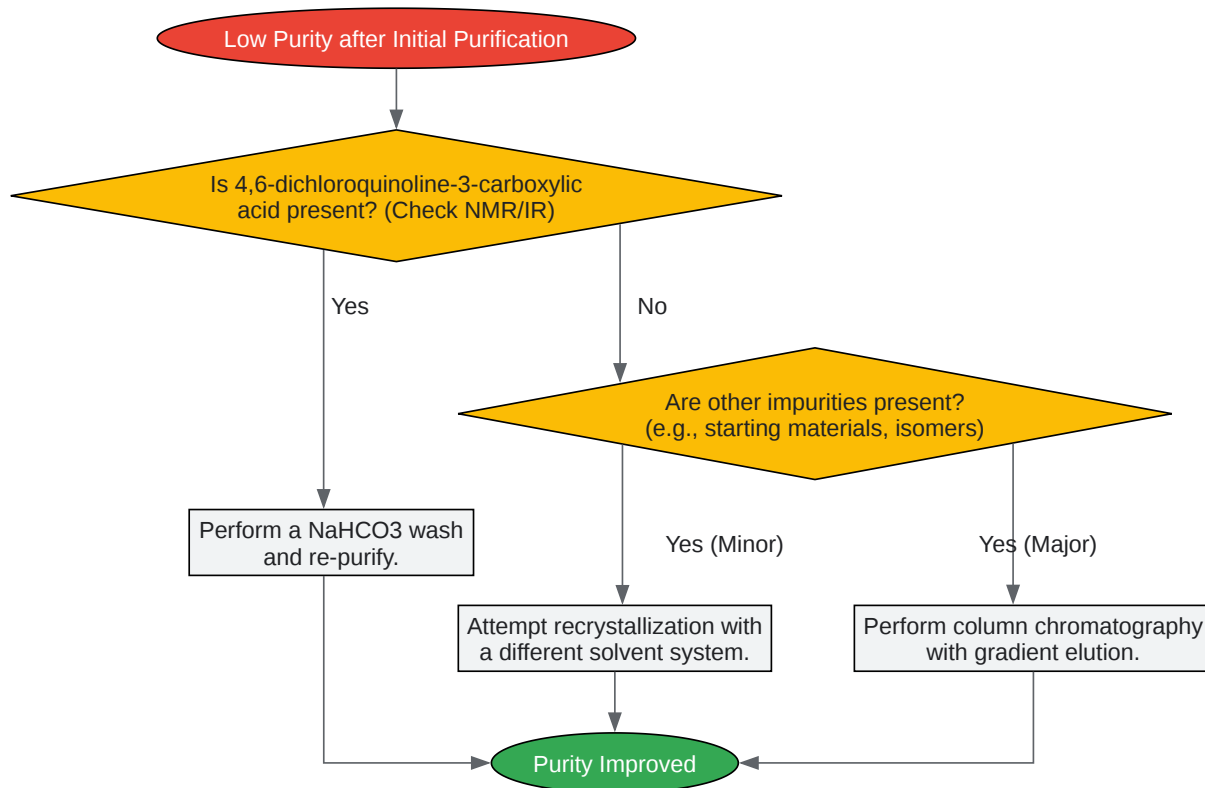 Low Purity after Initial Purification
Is 4,6-dichloroquinoline-3-carboxylic
acid present? (Check NMR/IR)
Yes
No
Are other impurities present?
(e.g., starting materials, isomers)
Perform a NaHCO3 wash
and re-purify.
Yes (Minor)
Yes (Major)
Attempt recrystallization with
a different solvent system.
Perform column chromatography
with gradient elution.
Purity Improved